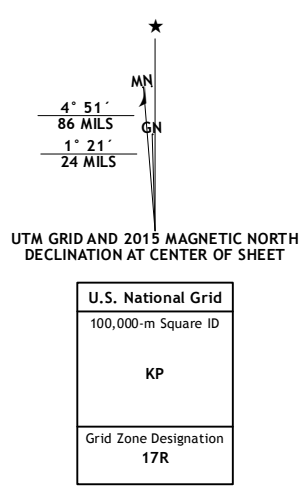 ★
MN
4° 51´
86 MILS
GN
1° 21´
24 MILS
UTM GRID AND 2015 MAGNETIC NORTH
DECLINATION AT CENTER OF SHEET
U.S. National Grid
100,000-m Square ID
KP
Grid Zone Designation
17R